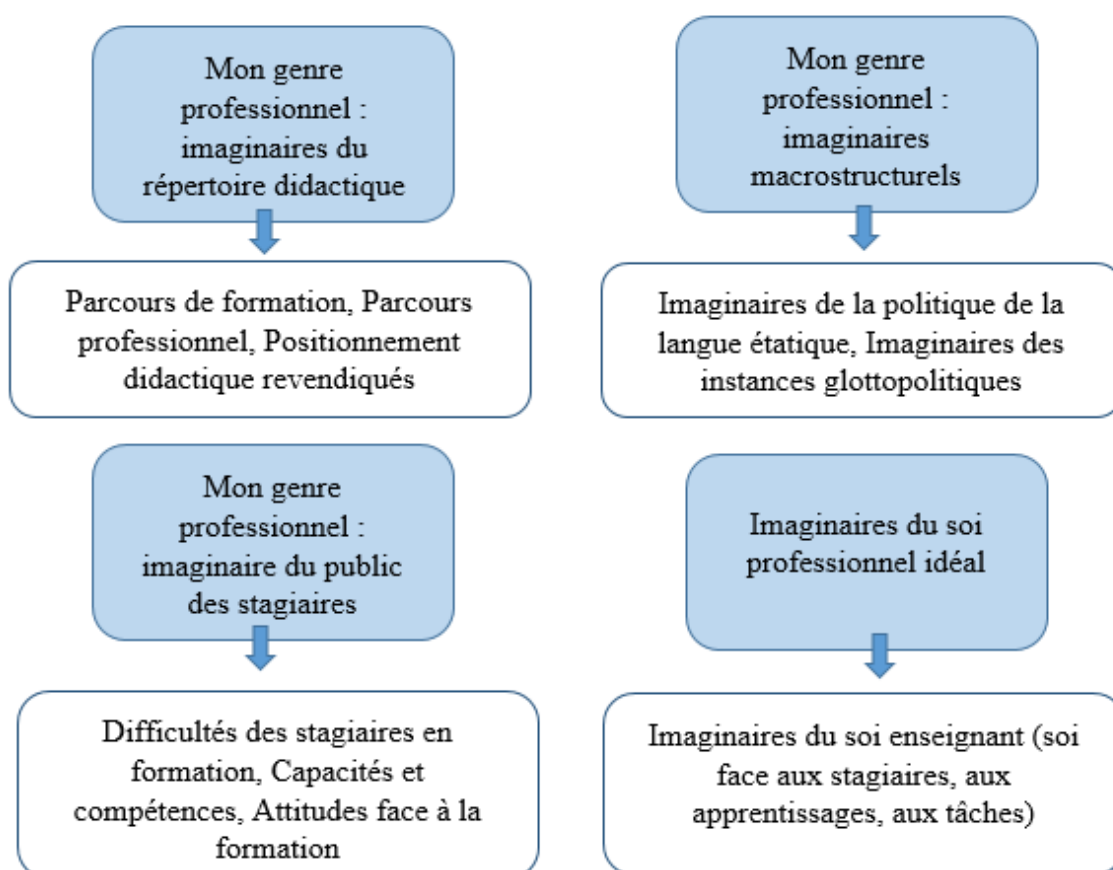 Mon genre
professionnel :
imaginaires du
répertoire didactique
Mon genre
professionnel :
imaginaires
macrostructurels
Parcours de formation, Parcours
professionnel, Positionnement
didactique revendiqués
Imaginaires de la politique de la
langue étatique, Imaginaires des
instances glottopolitiques
Mon genre
professionnel :
imaginaire du public
des stagiaires
Imaginaires du soi
professionnel idéal
Difficultés des stagiaires en
formation, Capacités et
compétences, Attitudes face à la
formation
Imaginaires du soi enseignant (soi
face aux stagiaires, aux
apprentissages, aux tâches)